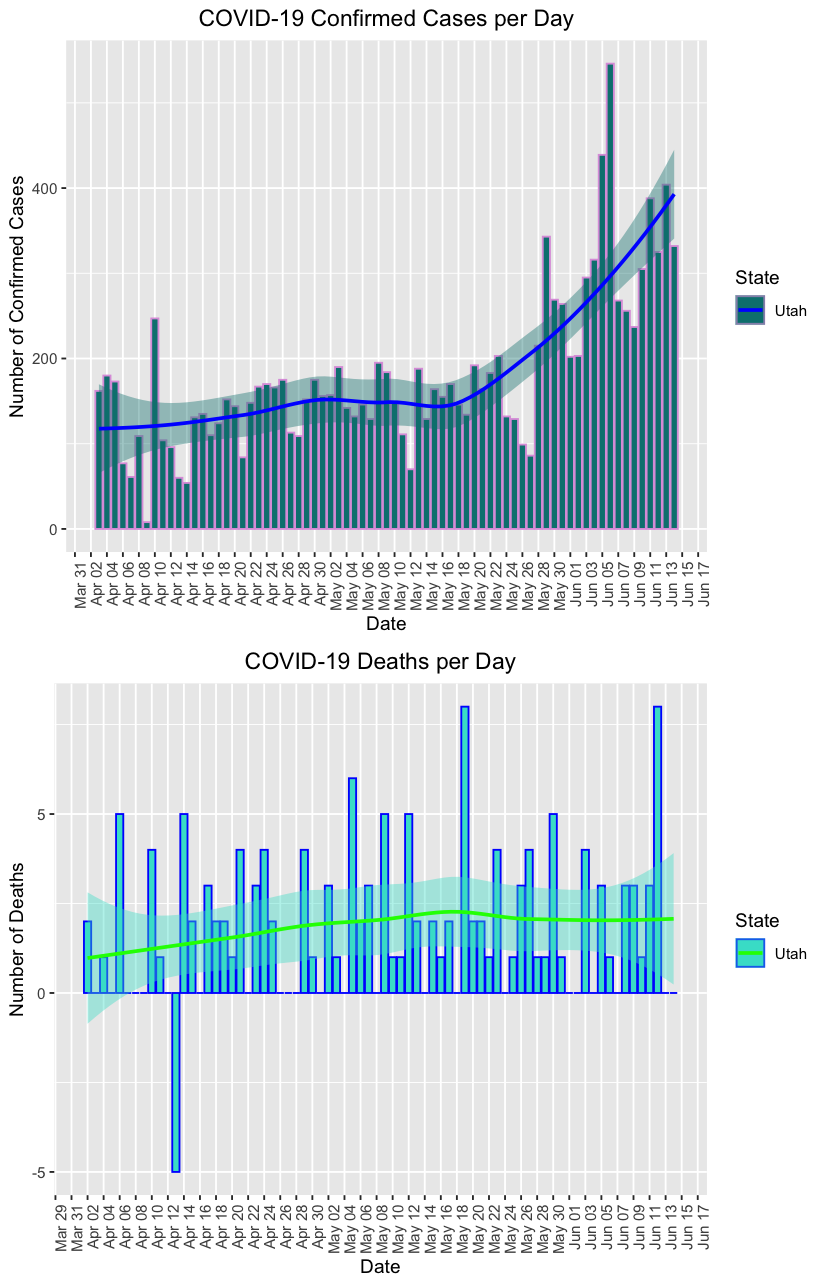 COVID-19 Confirmed Cases per Day
Number of Confirmed Cases
400
200
0
Mar 31
Apr 02
Apr 04
Apr 06
Apr 08
Apr 10
Apr 12
Apr 14
Apr 16
Apr 18
Apr 20
Apr 22
Apr 24
Apr 26
Apr 28
Apr 30
May 02
May 04
May 06
May 08
May 10
May 12
May 14
May 16
May 18
May 20
May 22
May 24
May 26
May 28
May 30
Jun 01
Jun 03
Jun 05
Jun 07
Jun 09
Jun 11
Jun 13
Jun 15
Jun 17
Date
State
Utah
COVID-19 Deaths per Day
Number of Deaths
5
0
-5
Mar 29
Mar 31
Apr 02
Apr 04
Apr 06
Apr 08
Apr 10
Apr 12
Apr 14
Apr 16
Apr 18
Apr 20
Apr 22
Apr 24
Apr 26
Apr 28
Apr 30
May 02
May 04
May 06
May 08
May 10
May 12
May 14
May 16
May 18
May 20
May 22
May 24
May 26
May 28
May 30
Jun 01
Jun 03
Jun 05
Jun 07
Jun 09
Jun 11
Jun 13
Jun 15
Jun 17
Date
State
Utah